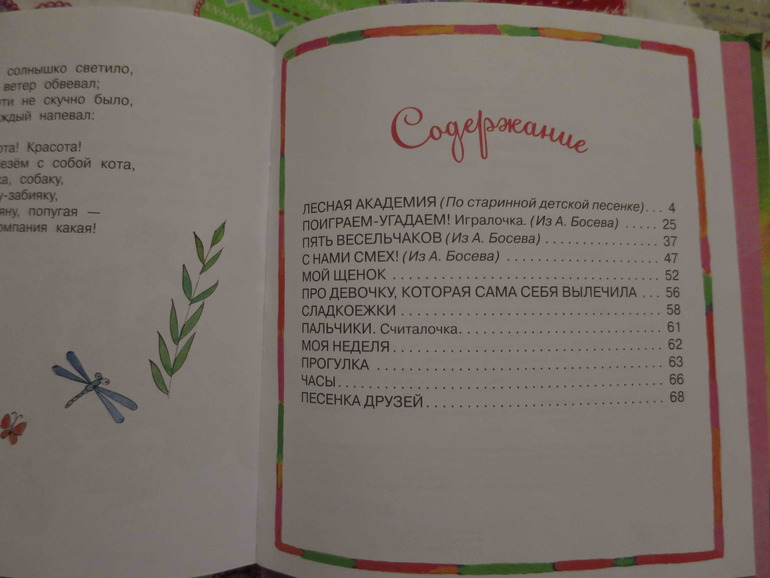 солнышко светило,
ветер обвевал;
ти не скучно было,
ждый напевал:
та! Красота!
езём с собой кота,
ка, собаку,
у-забияку,
яну, попугая —
омпания какая!
Содержание
ЛЕСНАЯ АКАДЕМИЯ (По старинной детской песенке). . . 4
ПОИГРАЕМ-УГАДАЕМ! Игралочка. (Из А. Босева) . . . . . 25
ПЯТЬ ВЕСЕЛЬЧАКОВ (Из А. Босева) . . . . . . . . . . . . . . . 37
С НАМИ СМЕХ! (Из А. Босева) . . . . . . . . . . . . . . . . . . . 47
МОЙ ЩЕНОК . . . . . . . . . . . . . . . . . . . . . . . . . . . . . . . . . 52
ПРО ДЕВОЧКУ, КОТОРАЯ САМА СЕБЯ ВЫЛЕЧИЛА . . . 56
СЛАДКОЕЖКИ . . . . . . . . . . . . . . . . . . . . . . . . . . . . . . . . 58
ПАЛЬЧИКИ. Считалочка. . . . . . . . . . . . . . . . . . . . . . . . . 61
МОЯ НЕДЕЛЯ . . . . . . . . . . . . . . . . . . . . . . . . . . . . . . . . . 62
ПРОГУЛКА . . . . . . . . . . . . . . . . . . . . . . . . . . . . . . . . . . . 63
ЧАСЫ . . . . . . . . . . . . . . . . . . . . . . . . . . . . . . . . . . . . . . . 66
ПЕСЕНКА ДРУЗЕЙ . . . . . . . . . . . . . . . . . . . . . . . . . . . . . 68